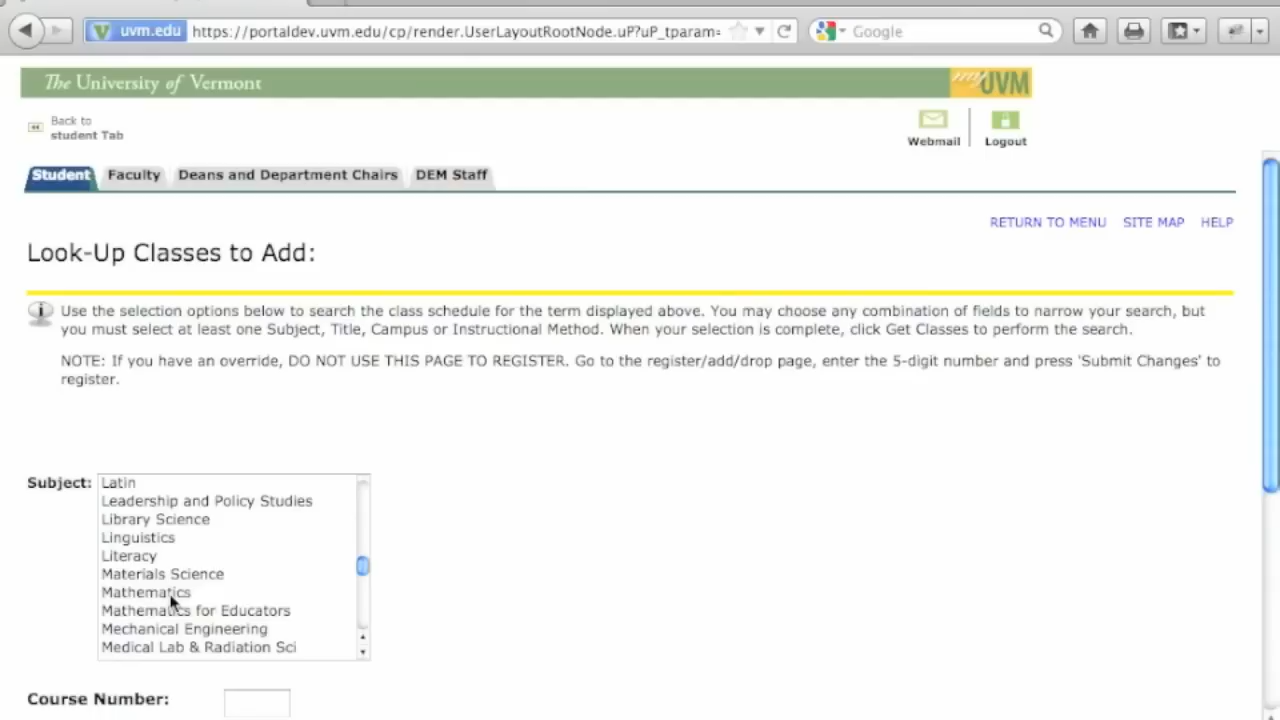 uvm.edu https://portaldev.uvm.edu/cp/render.UserLayoutRootNode.uP?uP_tparam= Google
The University of Vermont
myUVM
Back to
student Tab
Webmail Logout
Student Faculty Deans and Department Chairs DEM Staff
RETURN TO MENU SITE MAP HELP
Look-Up Classes to Add:
Use the selection options below to search the class schedule for the term displayed above. You may choose any combination of fields to narrow your search, but
you must select at least one Subject, Title, Campus or Instructional Method. When your selection is complete, click Get Classes to perform the search.
NOTE: If you have an override, DO NOT USE THIS PAGE TO REGISTER. Go to the register/add/drop page, enter the 5-digit number and press 'Submit Changes' to
register.
Subject: Latin
Leadership and Policy Studies
Library Science
Linguistics
Literacy
Materials Science
Mathematics
Mathematics for Educators
Mechanical Engineering
Medical Lab & Radiation Sci
Course Number: